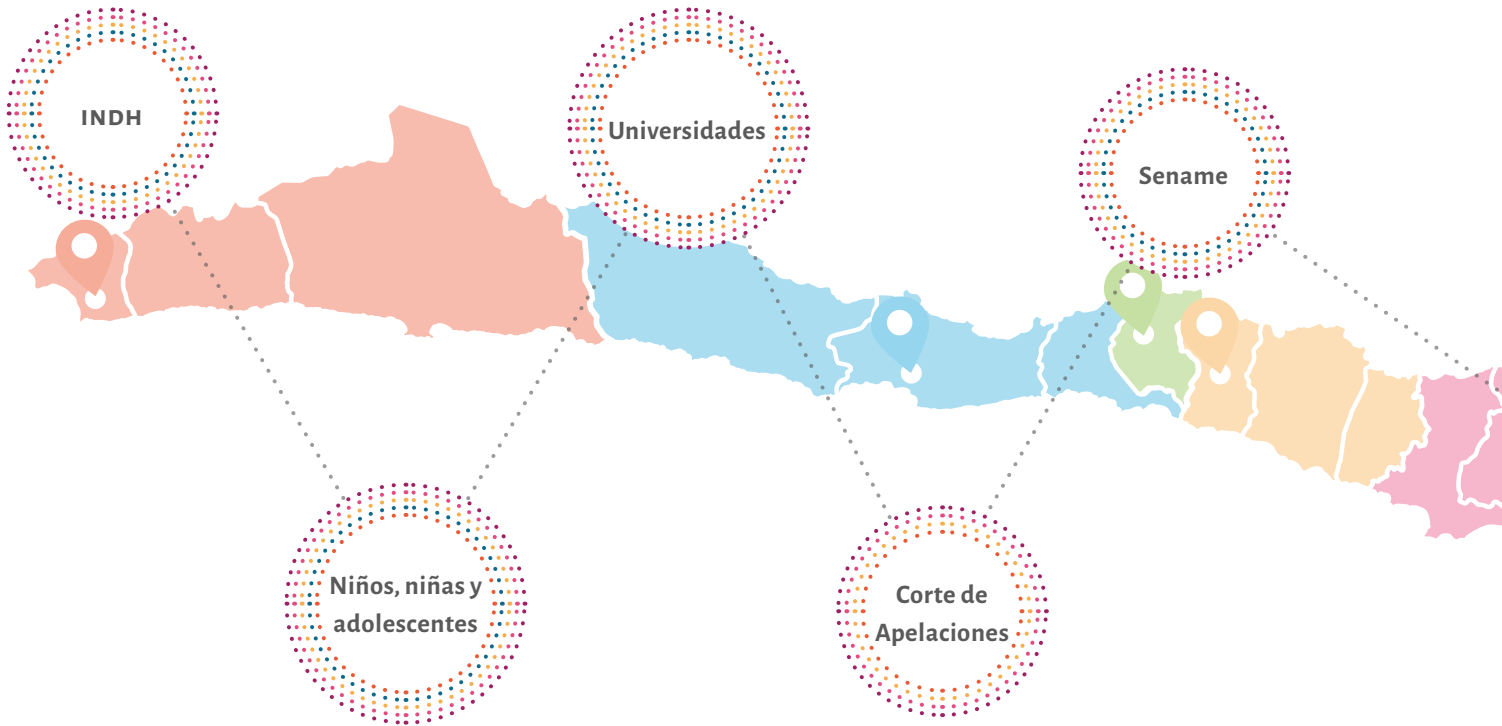 INDH
Universidades
Sename
Niños, niñas y
adolescentes
Corte de
Apelaciones